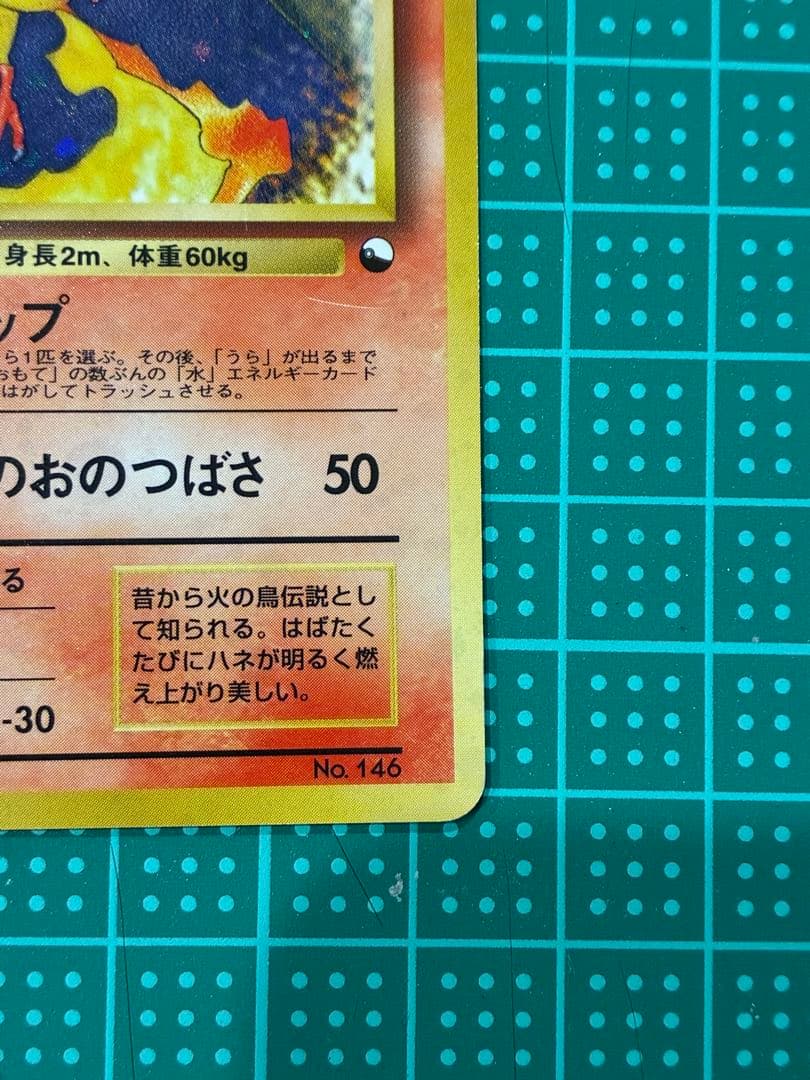 身長2m、体重60kg
ップ
ら1匹を選ぶ。その後、「うら」が出るまで
おもて」の数ぶんの「水」エネルギーカード
はがしてトラッシュさせる。
のおのつばさ 50
る
昔から火の鳥伝説とし
て知られる。はばたく
たびにハネが明るく燃
え上がり美しい。
-30
No. 146